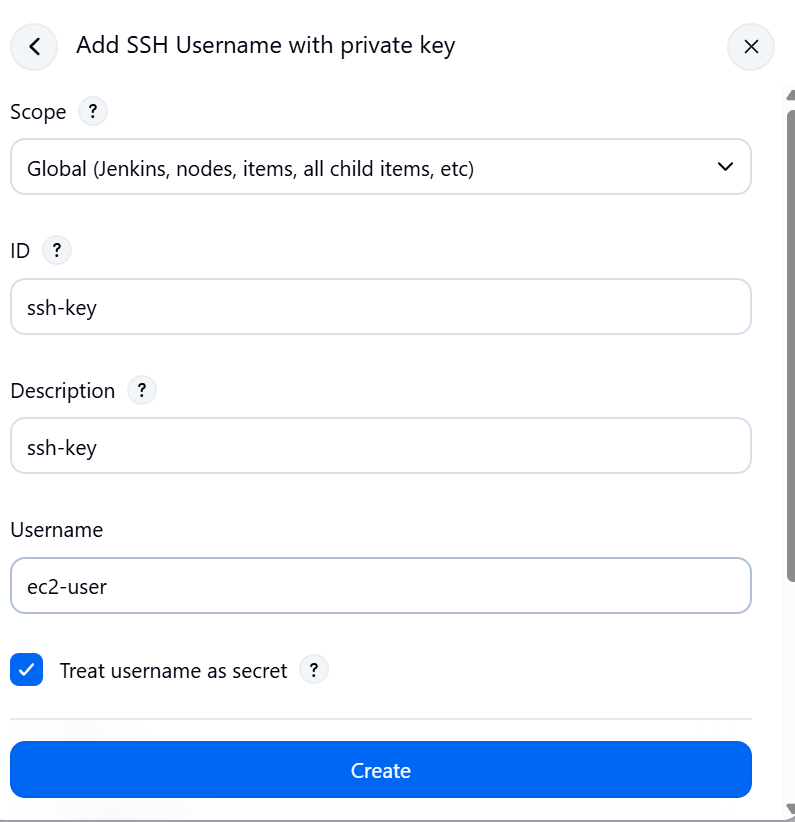 Add SSH Username with private key
Scope ?
Global (Jenkins, nodes, items, all child items, etc)
ID ?
ssh-key
Description ?
ssh-key
Username
ec2-user
Treat username as secret ?
Create